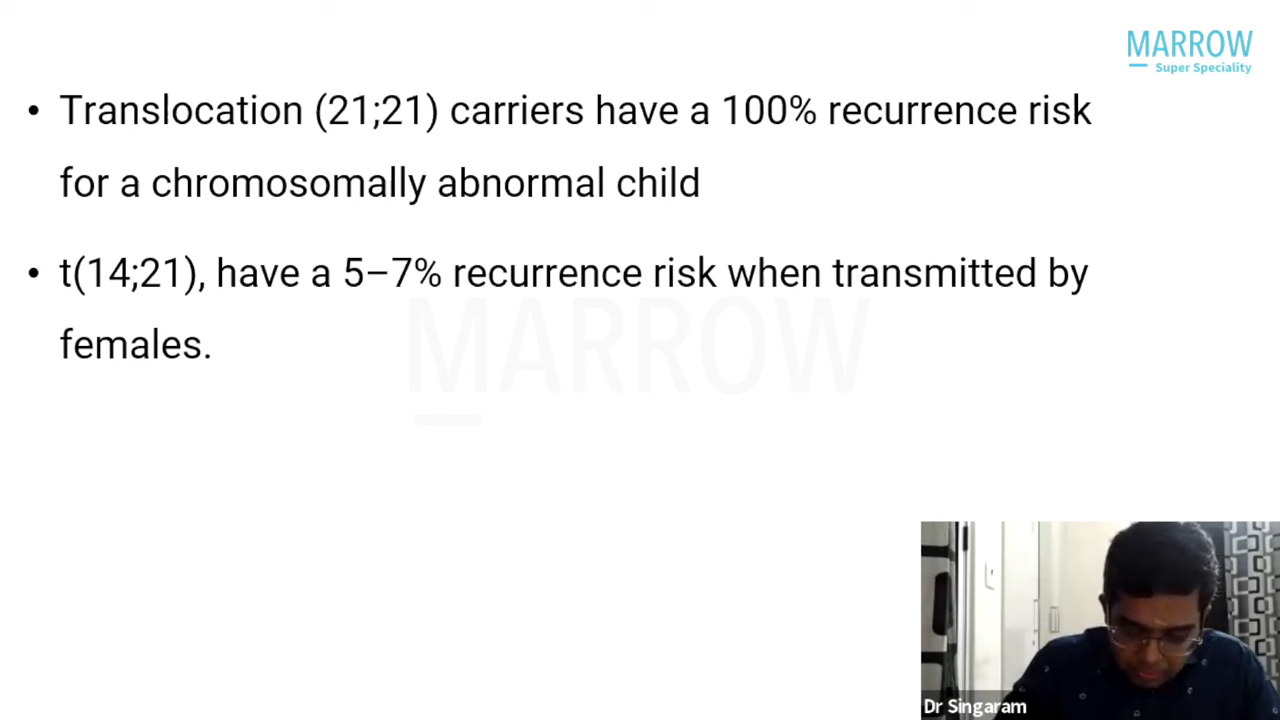 MARROW
Super Speciality
• Translocation (21;21) carriers have a 100% recurrence risk
for a chromosomally abnormal child
• t(14;21), have a 5–7% recurrence risk when transmitted by
females.
MARROW
Dr Singaram